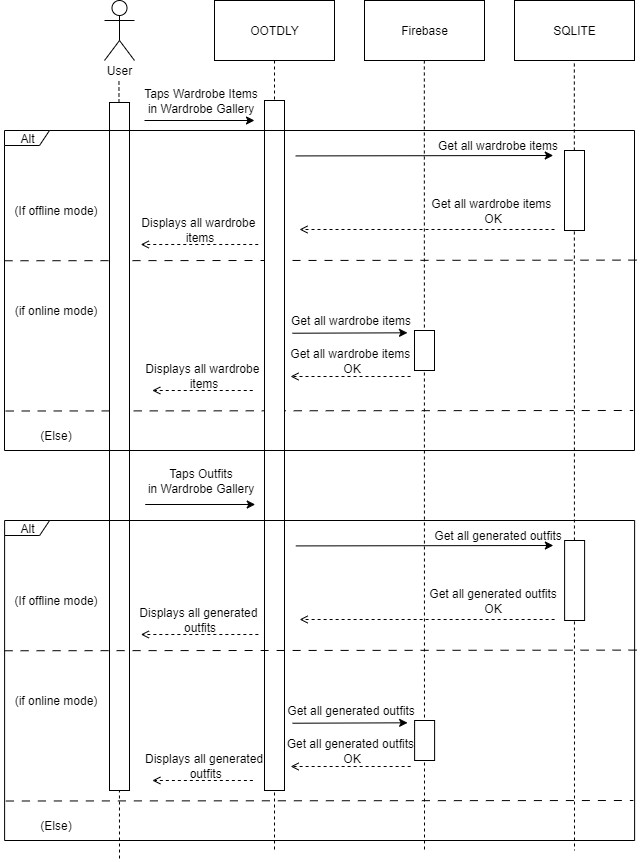 OOTDLY
Firebase
SQLITE
User
Taps Wardrobe Items
in Wardrobe Gallery
Alt
Get all wardrobe items
(If offline mode)
Get all wardrobe items
OK
Displays all wardrobe
items
(if online mode)
Get all wardrobe items
Get all wardrobe items
OK
Displays all wardrobe
items
(Else)
Taps Outfits
in Wardrobe Gallery
Alt
Get all generated outfits
(If offline mode)
Get all generated outfits
OK
Displays all generated
outfits
(if online mode)
Get all generated outfits
Get all generated outfits
OK
Displays all generated
outfits
(Else)